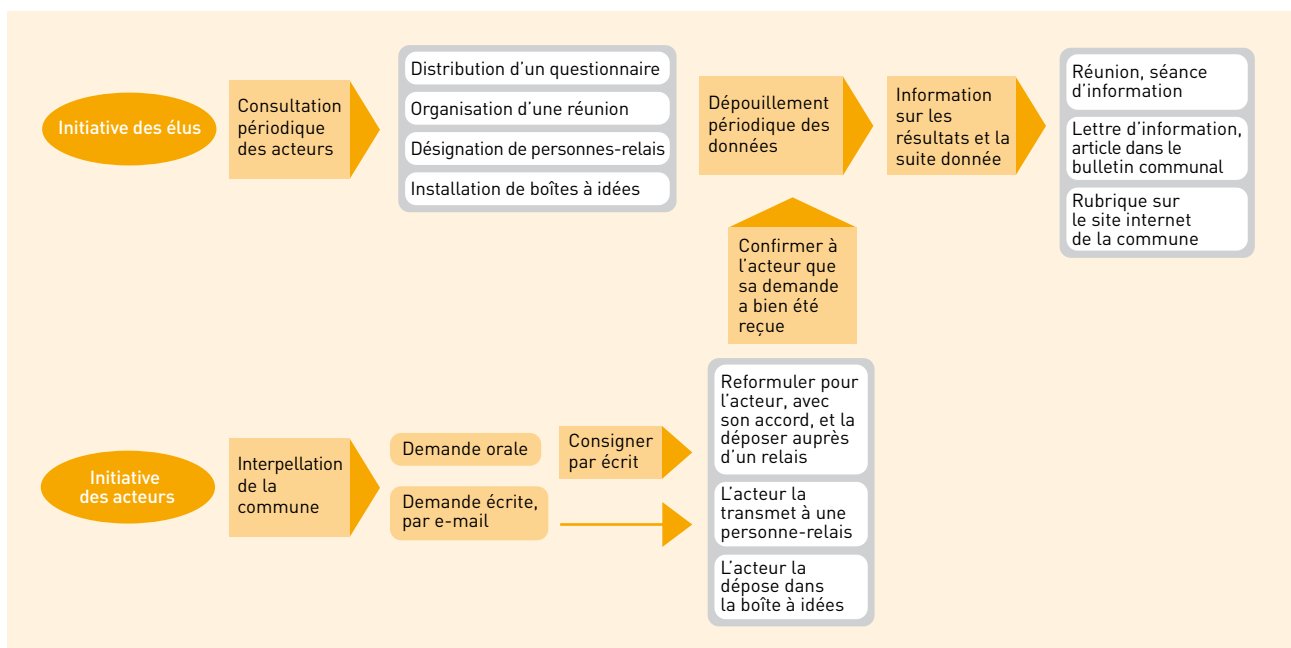 Initiative des élus
Consultation
périodique
des acteurs
Distribution d’un questionnaire
Organisation d’une réunion
Désignation de personnes-relais
Installation de boîtes à idées
Dépouillement
périodique des
données
Information
sur les
résultats et la
suite donnée
Réunion, séance
d’information
Lettre d’information,
article dans le
bulletin communal
Rubrique sur
le site internet
de la commune
Confirmer à
l’acteur que
sa demande
a bien été
reçue
Initiative
des acteurs
Interpellation
de la
commune
Demande orale
Demande écrite,
par e-mail
Consigner
par écrit
Reformuler pour
l’acteur, avec
son accord, et la
déposer auprès
d’un relais
L’acteur la
transmet à une
personne-relais
L’acteur la
dépose dans
la boîte à idées